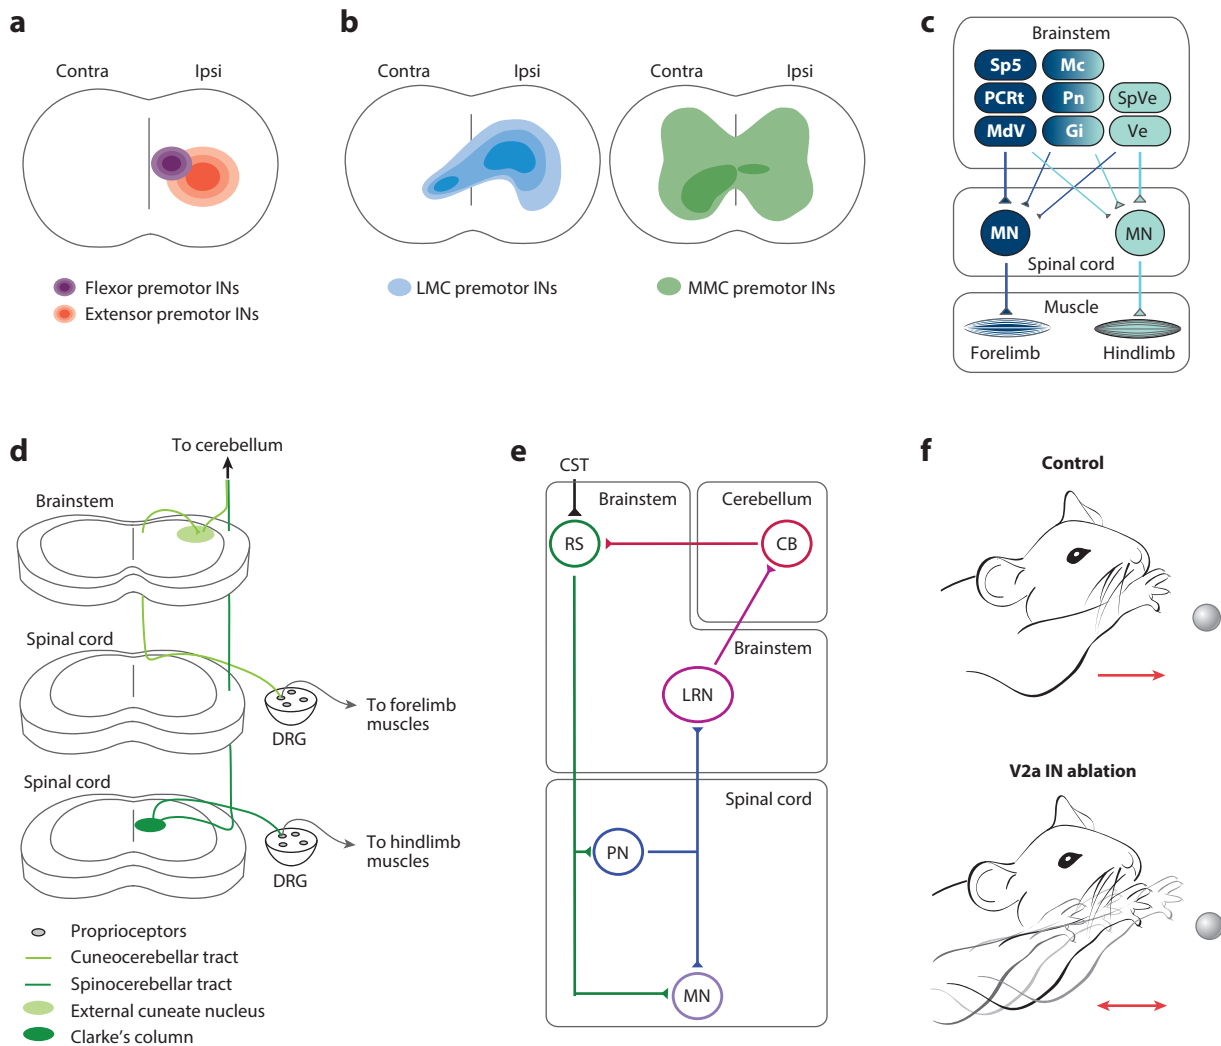 a
Contra
Ipsi
Flexor premotor INs
Extensor premotor INs
b
Contra
Ipsi
Contra
Ipsi
LMC premotor INs
MMC premotor INs
c
Brainstem
Sp5
Mc
PCRt
Pn
SpVe
MdV
Gi
Ve
MN
MN
Spinal cord
Muscle
Forelimb
Hindlimb
d
To cerebellum
Brainstem
Spinal cord
To forelimb
muscles
DRG
Spinal cord
To hindlimb
muscles
DRG
Proprioceptors
Cuneocerebellar tract
Spinocerebellar tract
External cuneate nucleus
Clarke's column
e
CST
Brainstem
Cerebellum
RS
CB
Brainstem
LRN
Spinal cord
PN
MN
f
Control
V2a IN ablation